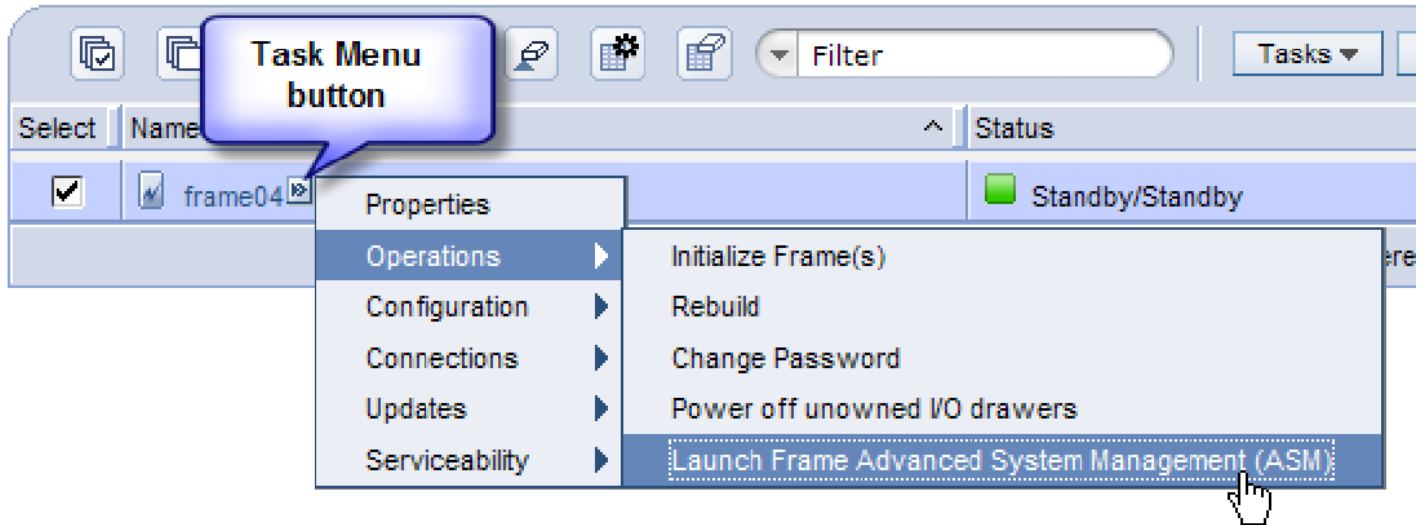 Task Menu
button
Filter
Tasks
Select
Name
Status
frame04
Standby/Standby
Properties
Operations
Configuration
Connections
Updates
Serviceability
Initialize Frame(s)
Rebuild
Change Password
Power off unowned I/O drawers
Launch Frame Advanced System Management (ASM)